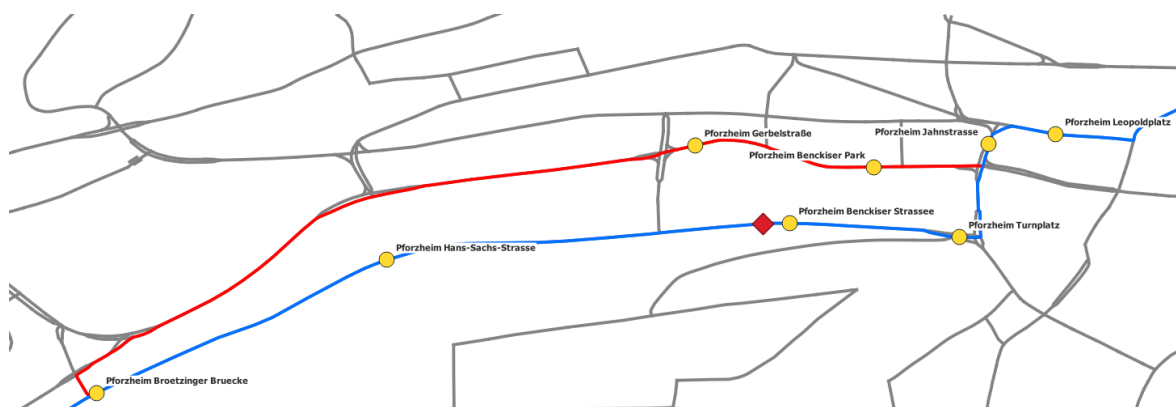 Pforzheim Leopoldplatz
Pforzheim Gerbelstraße
Pforzheim Jahnstrasse
Pforzheim Benckiser Park
Pforzheim Benckiser Strassee
Pforzheim Turnplatz
Pforzheim Hans-Sachs-Strasse
Pforzheim Broetzinger Bruecke